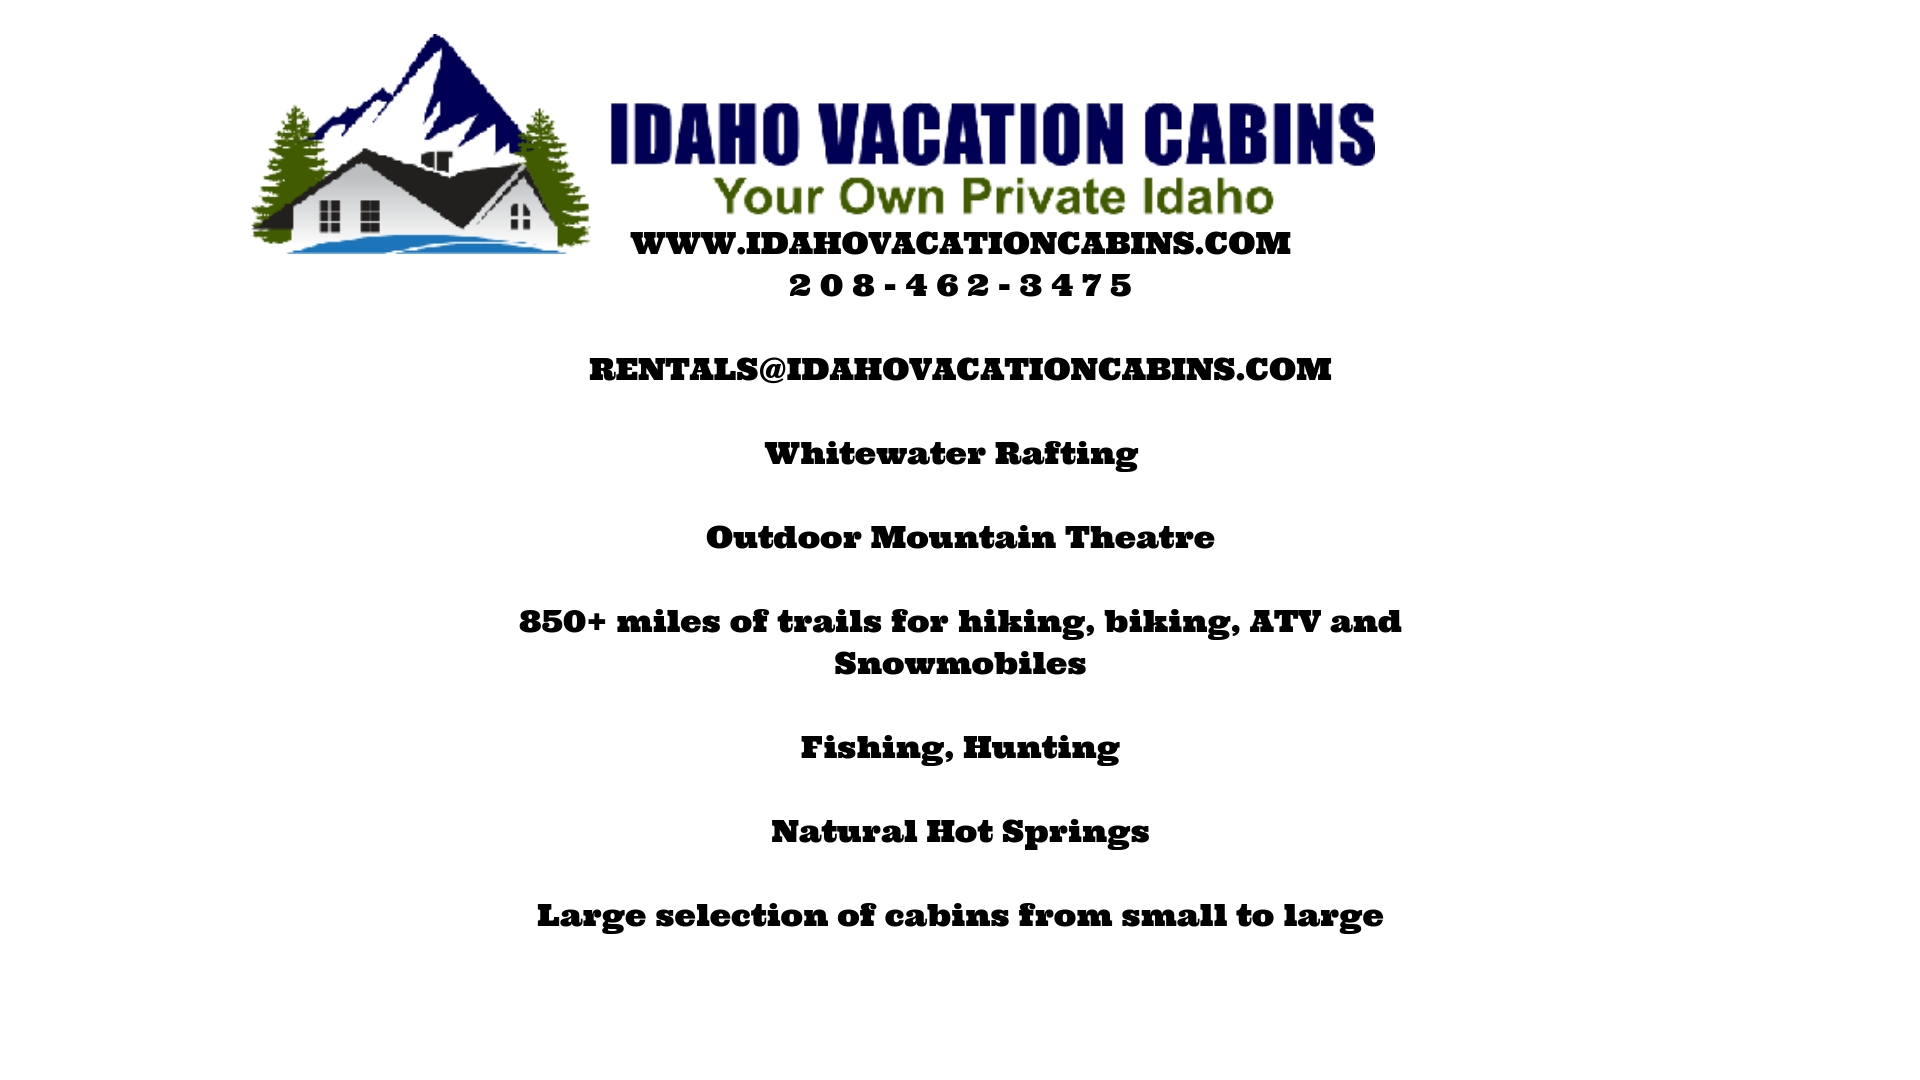 IDAHO VACATION CABINS
Your Own Private Idaho
WWW.IDAHOVACATIONCABINS.COM
208-462-3475
RENTALS@IDAHOVACATIONCABINS.COM
Whitewater Rafting
Outdoor Mountain Theatre
850+ miles of trails for hiking, biking, ATV and
Snowmobiles
Fishing, Hunting
Natural Hot Springs
Large selection of cabins from small to large